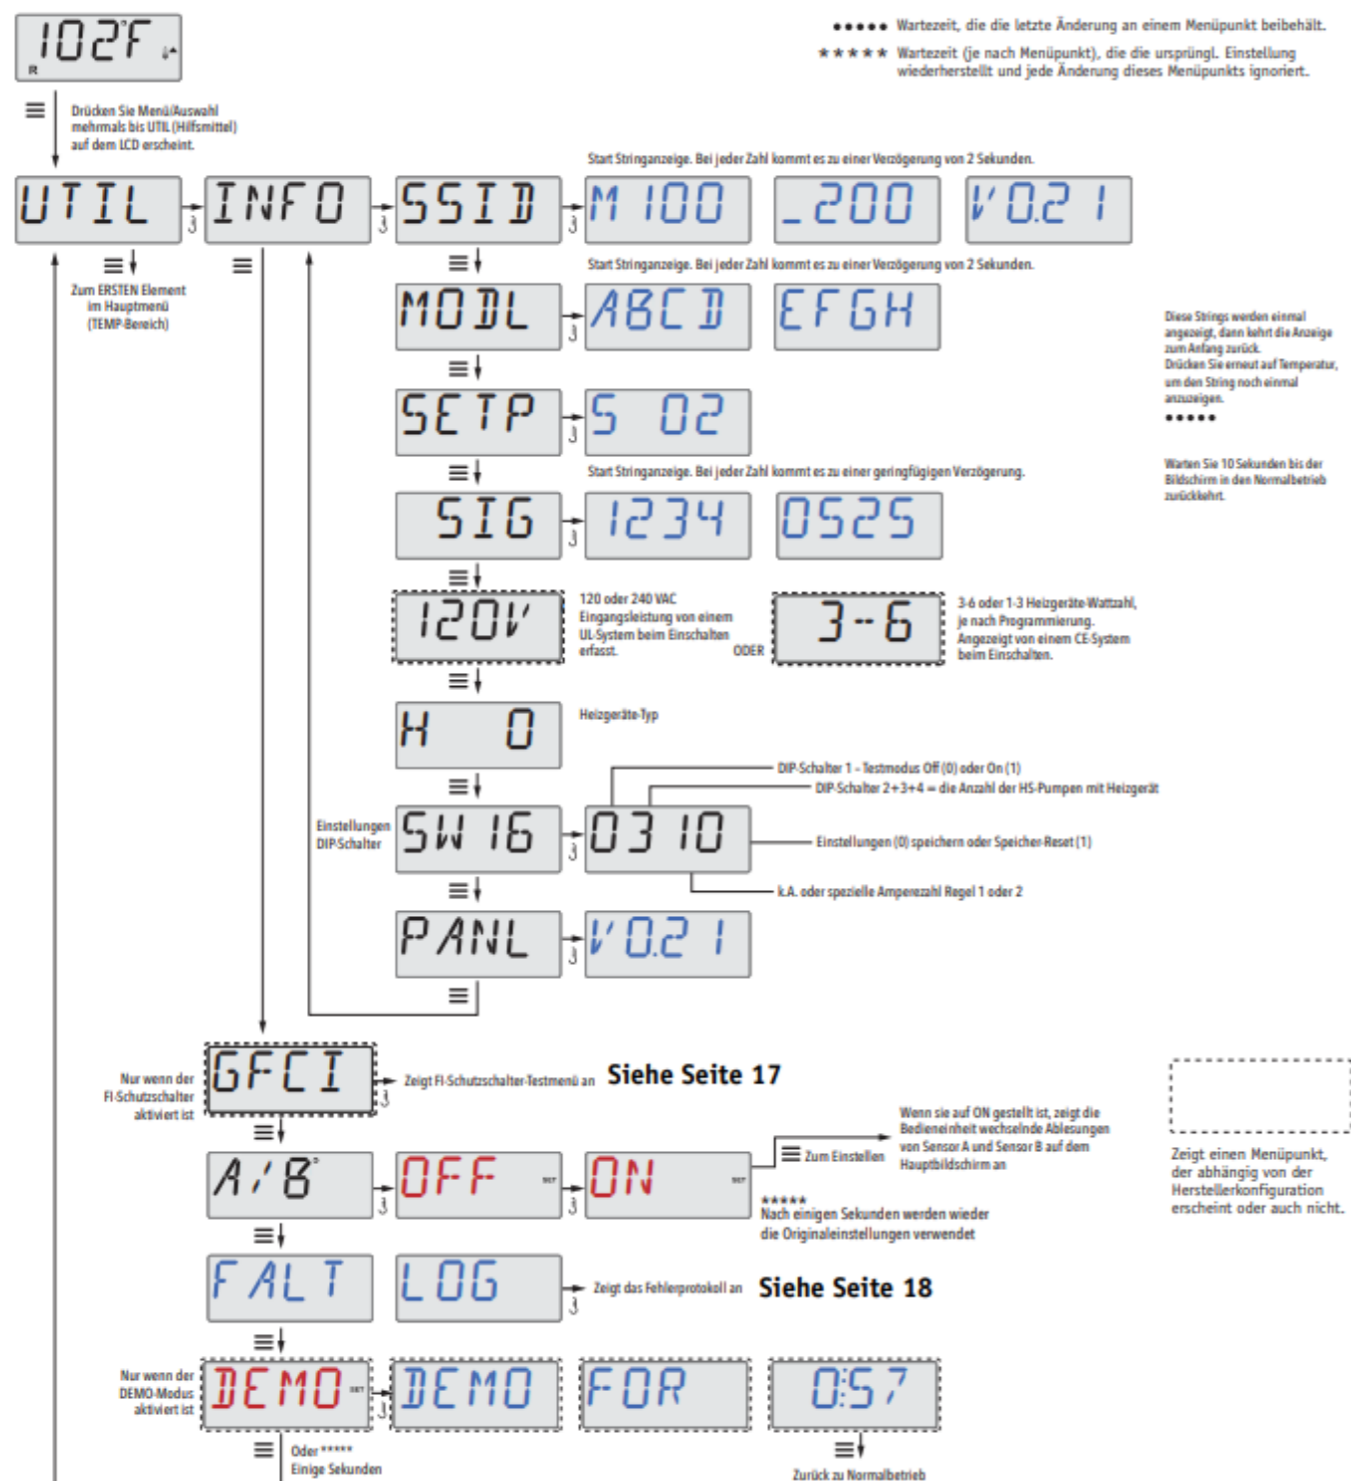 102°F
R
••••• Wartezeit, die die letzte Änderung an einem Menüpunkt beibehält.
***** Wartezeit (je nach Menüpunkt), die die ursprüngl. Einstellung
wiederherstellt und jede Änderung dieses Menüpunkts ignoriert.
Drücken Sie Menü/Auswahl
mehrmals bis UTIL (Hilfsmittel)
auf dem LCD erscheint.
Start Stringanzeige. Bei jeder Zahl kommt es zu einer Verzögerung von 2 Sekunden.
UTIL INFO SSID M100 _200 V0.21
Zum ERSTEN Element
im Hauptmenü
(TEMP-Bereich)
Start Stringanzeige. Bei jeder Zahl kommt es zu einer Verzögerung von 2 Sekunden.
MODL ABCD EFGH
Diese Strings werden einmal
angezeigt, dann kehrt die Anzeige
zum Anfang zurück.
Drücken Sie erneut auf Temperatur,
um den String noch einmal
anzuzeigen.
•••••
SETP S 02
Warten Sie 10 Sekunden bis der
Bildschirm in den Normalbetrieb
zurückkehrt.
Start Stringanzeige. Bei jeder Zahl kommt es zu einer geringfügigen Verzögerung.
SIG 1234 0525
120V
120 oder 240 VAC
Eingangsleistung von einem
UL-System beim Einschalten
erfasst.
ODER
3-6
3-6 oder 1-3 Heizgeräte-Wattzahl,
je nach Programmierung.
Angezeigt von einem CE-System
beim Einschalten.
H 0
Heizgeräte-Typ
DIP-Schalter 1 - Testmodus Off (0) oder On (1)
DIP-Schalter 2+3+4 = die Anzahl der HS-Pumpen mit Heizgerät
Einstellungen
DIP-Schalter
SW16 0310
Einstellungen (0) speichern oder Speicher-Reset (1)
k.A. oder spezielle Amperezahl Regel 1 oder 2
PANL V0.21
Nur wenn der
FI-Schutzschalter
aktiviert ist
GFCI
Zeigt FI-Schutzschalter-Testmenü an Siehe Seite 17
Wenn sie auf ON gestellt ist, zeigt die
Bedieneinheit wechselnde Ablesungen
von Sensor A und Sensor B auf dem
Hauptbildschirm an
Zum Einstellen
A/B° OFF SET ON SET
*****
Nach einigen Sekunden werden wieder
die Originaleinstellungen verwendet
Zeigt einen Menüpunkt,
der abhängig von der
Herstellerkonfiguration
erscheint oder auch nicht.
FALT LOG
Zeigt das Fehlerprotokoll an Siehe Seite 18
Nur wenn der
DEMO-Modus
aktiviert ist
DEMO SET DEMO FOR 0:57
Oder *****
Einige Sekunden
Zurück zu Normalbetrieb